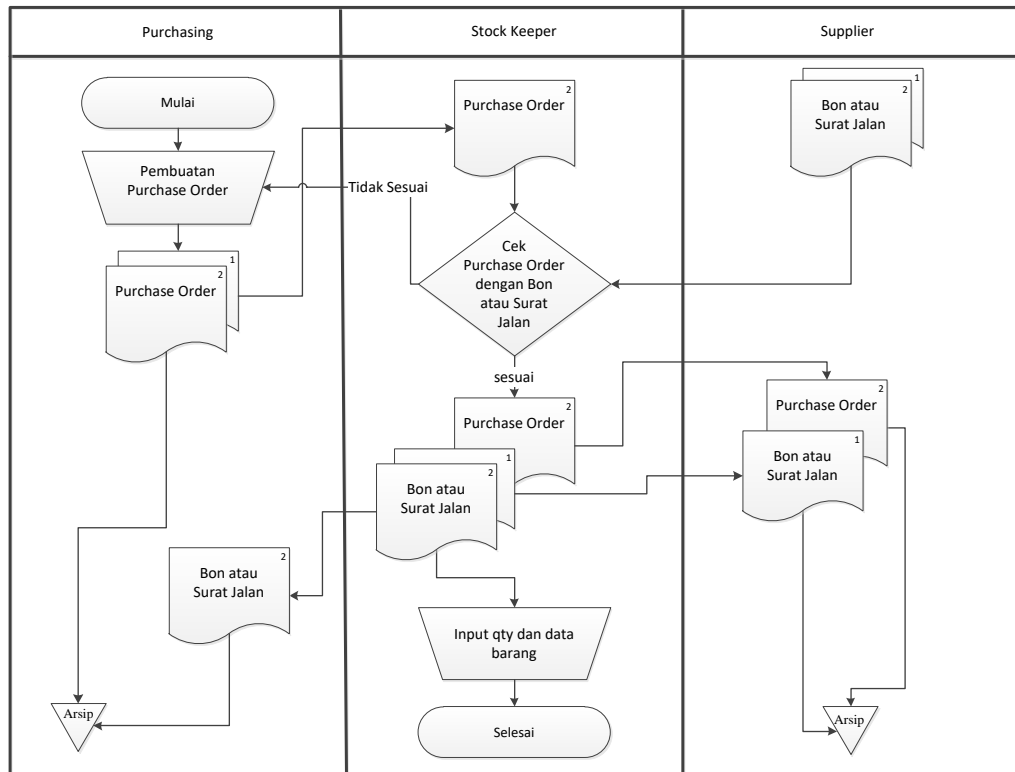 Purchasing
Stock Keeper
Supplier
Mulai
Pembuatan
Purchase Order
1
2
Purchase Order
2
Purchase Order
1
2
Bon atau
Surat Jalan
Tidak Sesuai
Cek
Purchase Order
dengan Bon
atau Surat
Jalan
sesuai
2
Purchase Order
1
2
Bon atau
Surat Jalan
2
Purchase Order
1
Bon atau
Surat Jalan
2
Bon atau
Surat Jalan
Input qty dan data
barang
Selesai
Arsip
Arsip